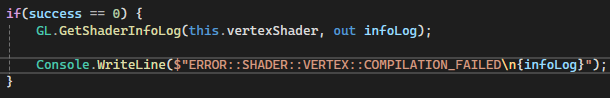 if(success == 0) {
GL.GetShaderInfoLog(this.vertexShader, out infoLog);
Console.WriteLine($"ERROR::SHADER::VERTEX::COMPILATION_FAILED\n{infoLog}");
}